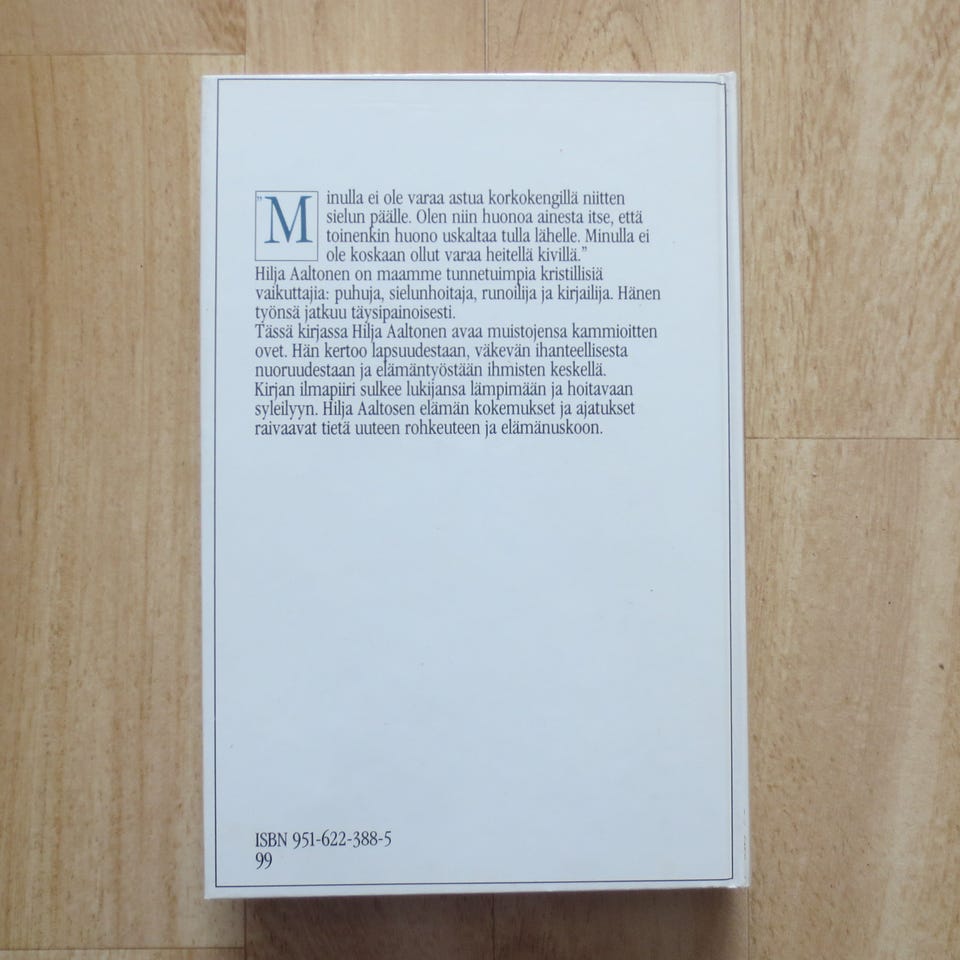 "Minulla ei ole varaa astua korkokengillä niitten
sielun päälle. Olen niin huonoa ainesta itse, että
toinenkin huono uskaltaa tulla lähelle. Minulla ei
ole koskaan ollut varaa heitellä kivillä."
Hilja Aaltonen on maamme tunnetuimpia kristillisiä
vaikuttajia: puhuja, sielunhoitaja, runoilija ja kirjailija. Hänen
työnsä jatkuu täysipainoisesti.
Tässä kirjassa Hilja Aaltonen avaa muistojensa kammioitten
ovet. Hän kertoo lapsuudestaan, väkevän ihanteellisesta
nuoruudestaan ja elämäntyöstään ihmisten keskellä.
Kirjan ilmapiiri sulkee lukijansa lämpimään ja hoitavaan
syleilyyn. Hilja Aaltosen elämän kokemukset ja ajatukset
raivaavat tietä uuteen rohkeuteen ja elämänuskoon.
ISBN 951-622-388-5
99